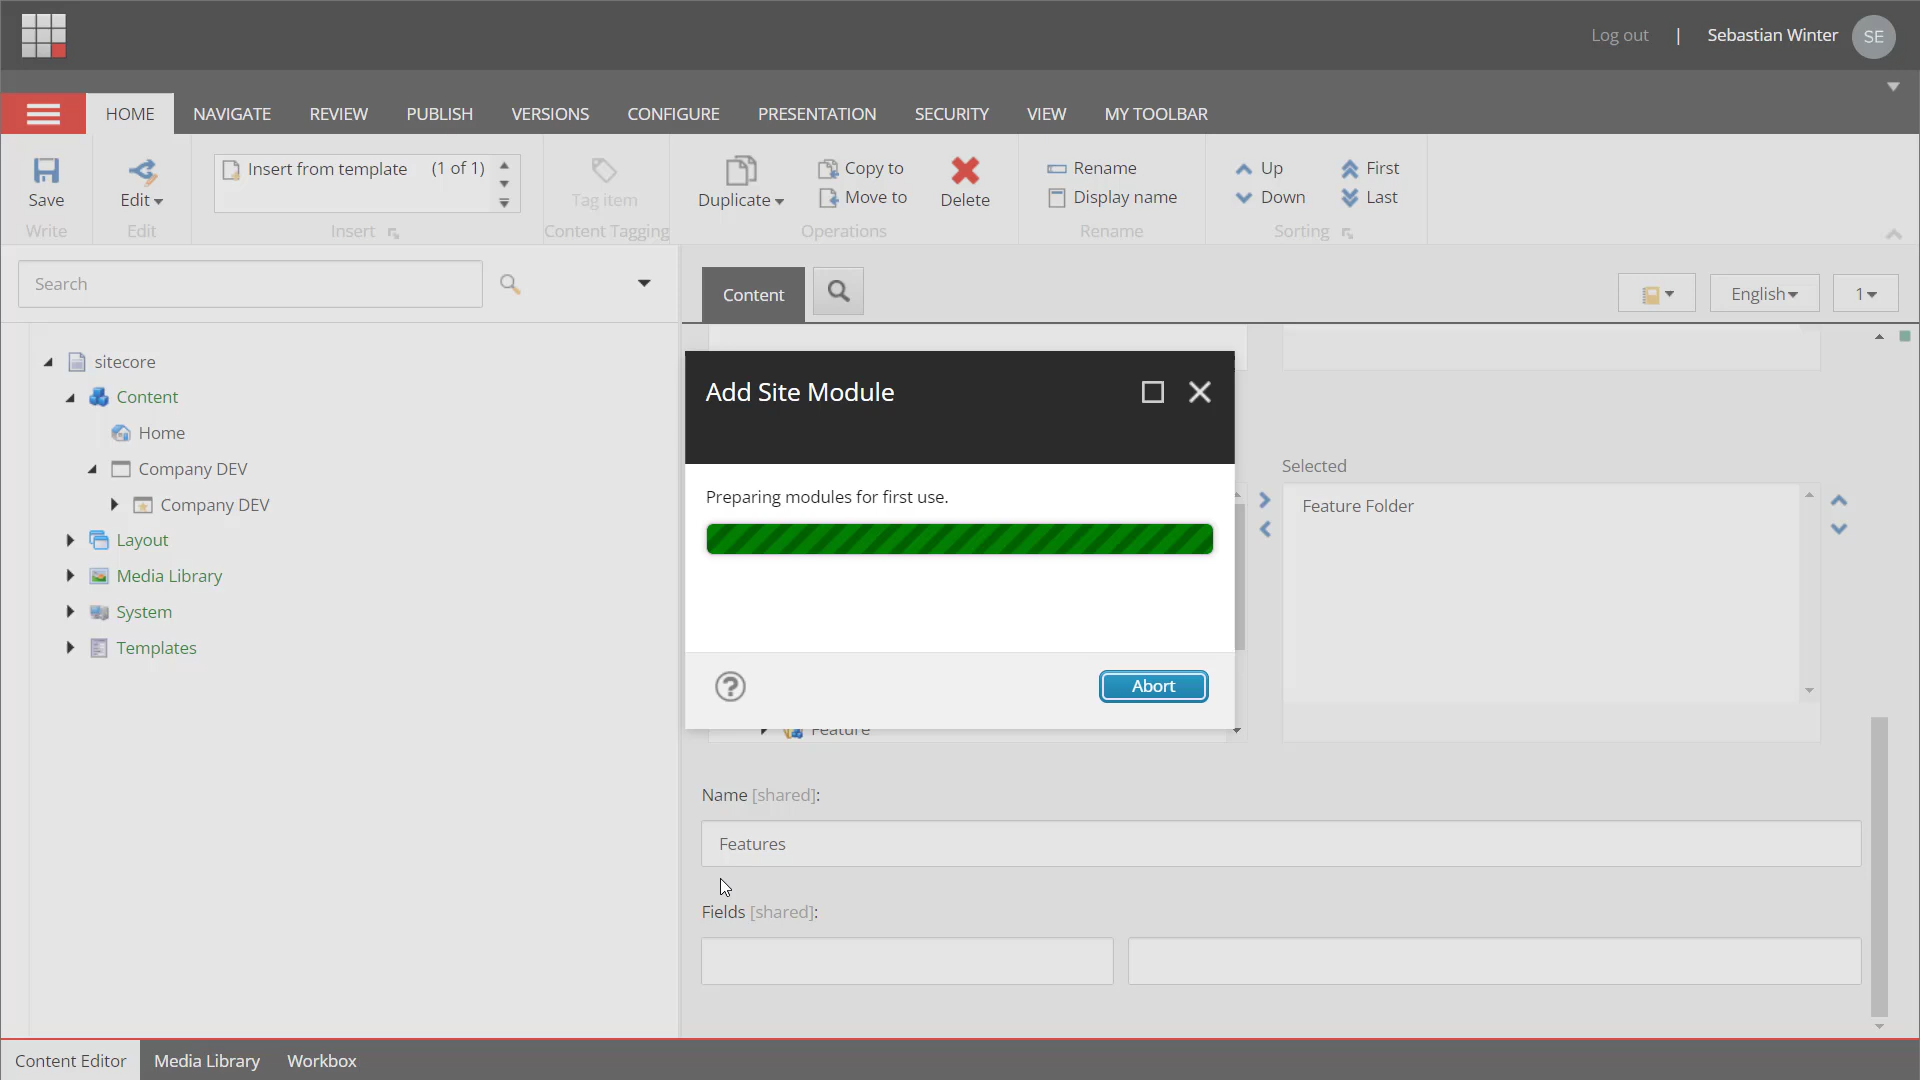 Log out | Sebastian Winter SE
HOME NAVIGATE REVIEW PUBLISH VERSIONS CONFIGURE PRESENTATION SECURITY VIEW MY TOOLBAR
Insert from template (1 of 1)
Save
Edit
Tag item
Duplicate
Copy to
Move to
Delete
Rename
Display name
Up
Down
First
Last
Write Edit Insert Content Tagging Operations Rename Sorting
Search
Content
English
1
sitecore
Content
Home
Company DEV
Company DEV
Layout
Media Library
System
Templates
Add Site Module
Preparing modules for first use.
Abort
Selected
Feature Folder
Feature
Name [shared]:
Features
Fields [shared]:
Content Editor Media Library Workbox